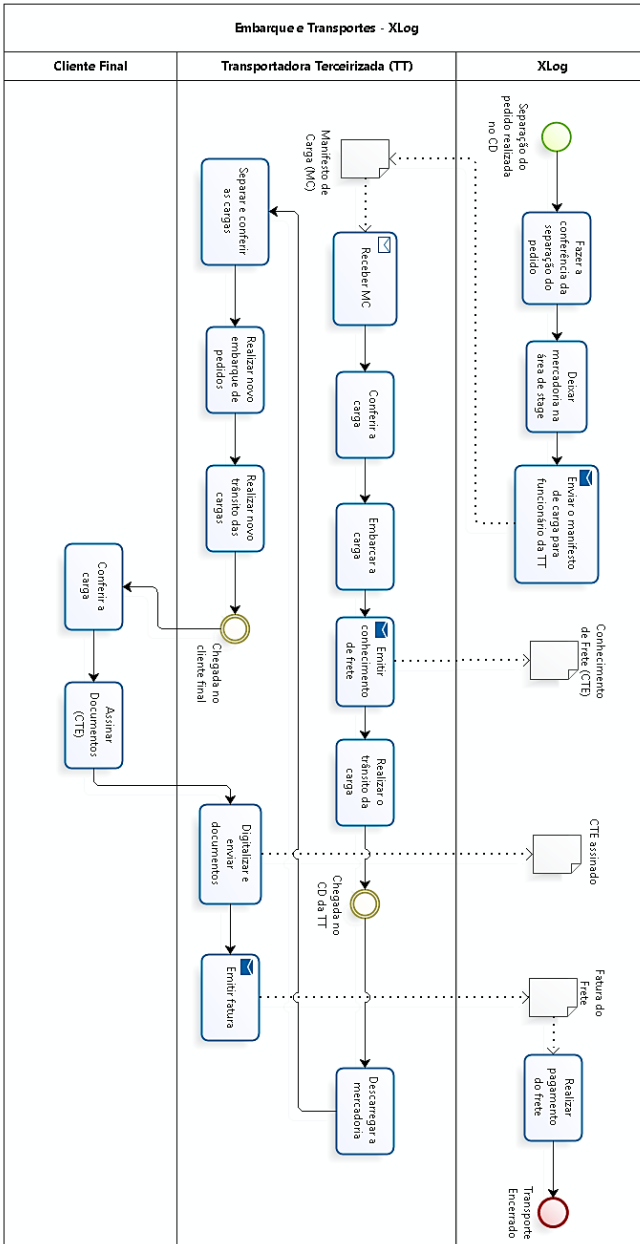 Embarque e Transportes - XLog
Cliente Final
Transportadora Terceirizada (TT)
XLog
Separação do
pedido realizada
no CD
Fazer a
conferência da
separação do
pedido
Deixar
mercadoria na
área de stage
Enviar o manifesto
de carga para
funcionário da TT
Manifesto de
Carga (MC)
Receber MC
Conferir a
carga
Embarcar a
carga
Emitir
conhecimento
de frete
Conhecimento
de Frete (CTE)
Realizar o
trânsito da
carga
Chegada no
CD da TT
Descarregar a
mercadoria
Separar e conferir
as cargas
Realizar novo
embarque de
pedidos
Realizar novo
trânsito das
cargas
Chegada no
cliente final
Conferir a
carga
Assinar
Documentos
(CTE)
Digitalizar e
enviar
documentos
CTE assinado
Emitir fatura
Fatura do
Frete
Realizar
pagamento
do frete
Transporte
Encerrado